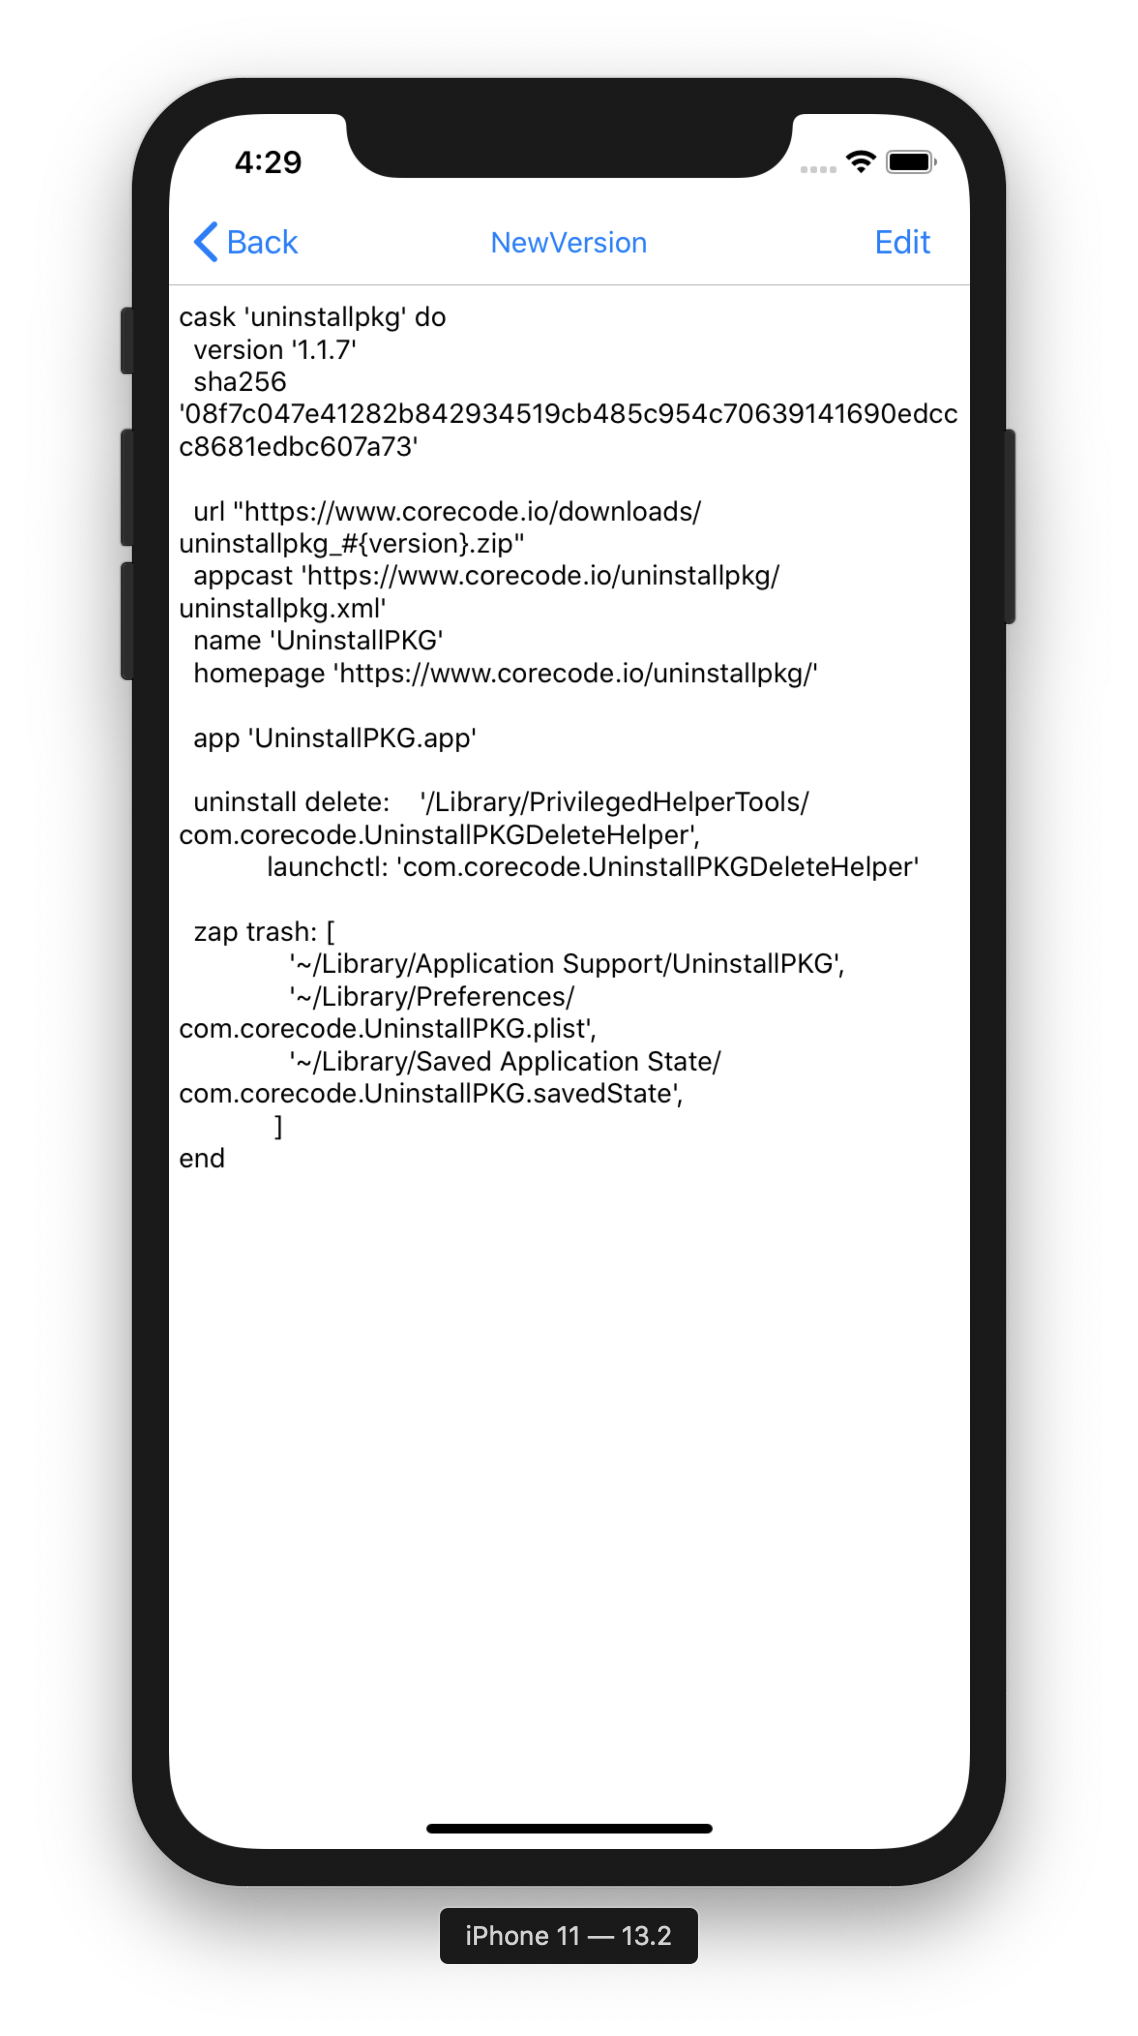 4:29
Back NewVersion Edit
cask 'uninstallpkg' do
  version '1.1.7'
  sha256
'08f7c047e41282b842934519cb485c954c70639141690edcc
c8681edbc607a73'

  url "https://www.corecode.io/downloads/
uninstallpkg_#{version}.zip"
  appcast 'https://www.corecode.io/uninstallpkg/
uninstallpkg.xml'
  name 'UninstallPKG'
  homepage 'https://www.corecode.io/uninstallpkg/'

  app 'UninstallPKG.app'

  uninstall delete:    '/Library/PrivilegedHelperTools/
com.corecode.UninstallPKGDeleteHelper',
            launchctl: 'com.corecode.UninstallPKGDeleteHelper'

  zap trash: [
               '~/Library/Application Support/UninstallPKG',
               '~/Library/Preferences/
com.corecode.UninstallPKG.plist',
               '~/Library/Saved Application State/
com.corecode.UninstallPKG.savedState',
             ]
end
iPhone 11 — 13.2